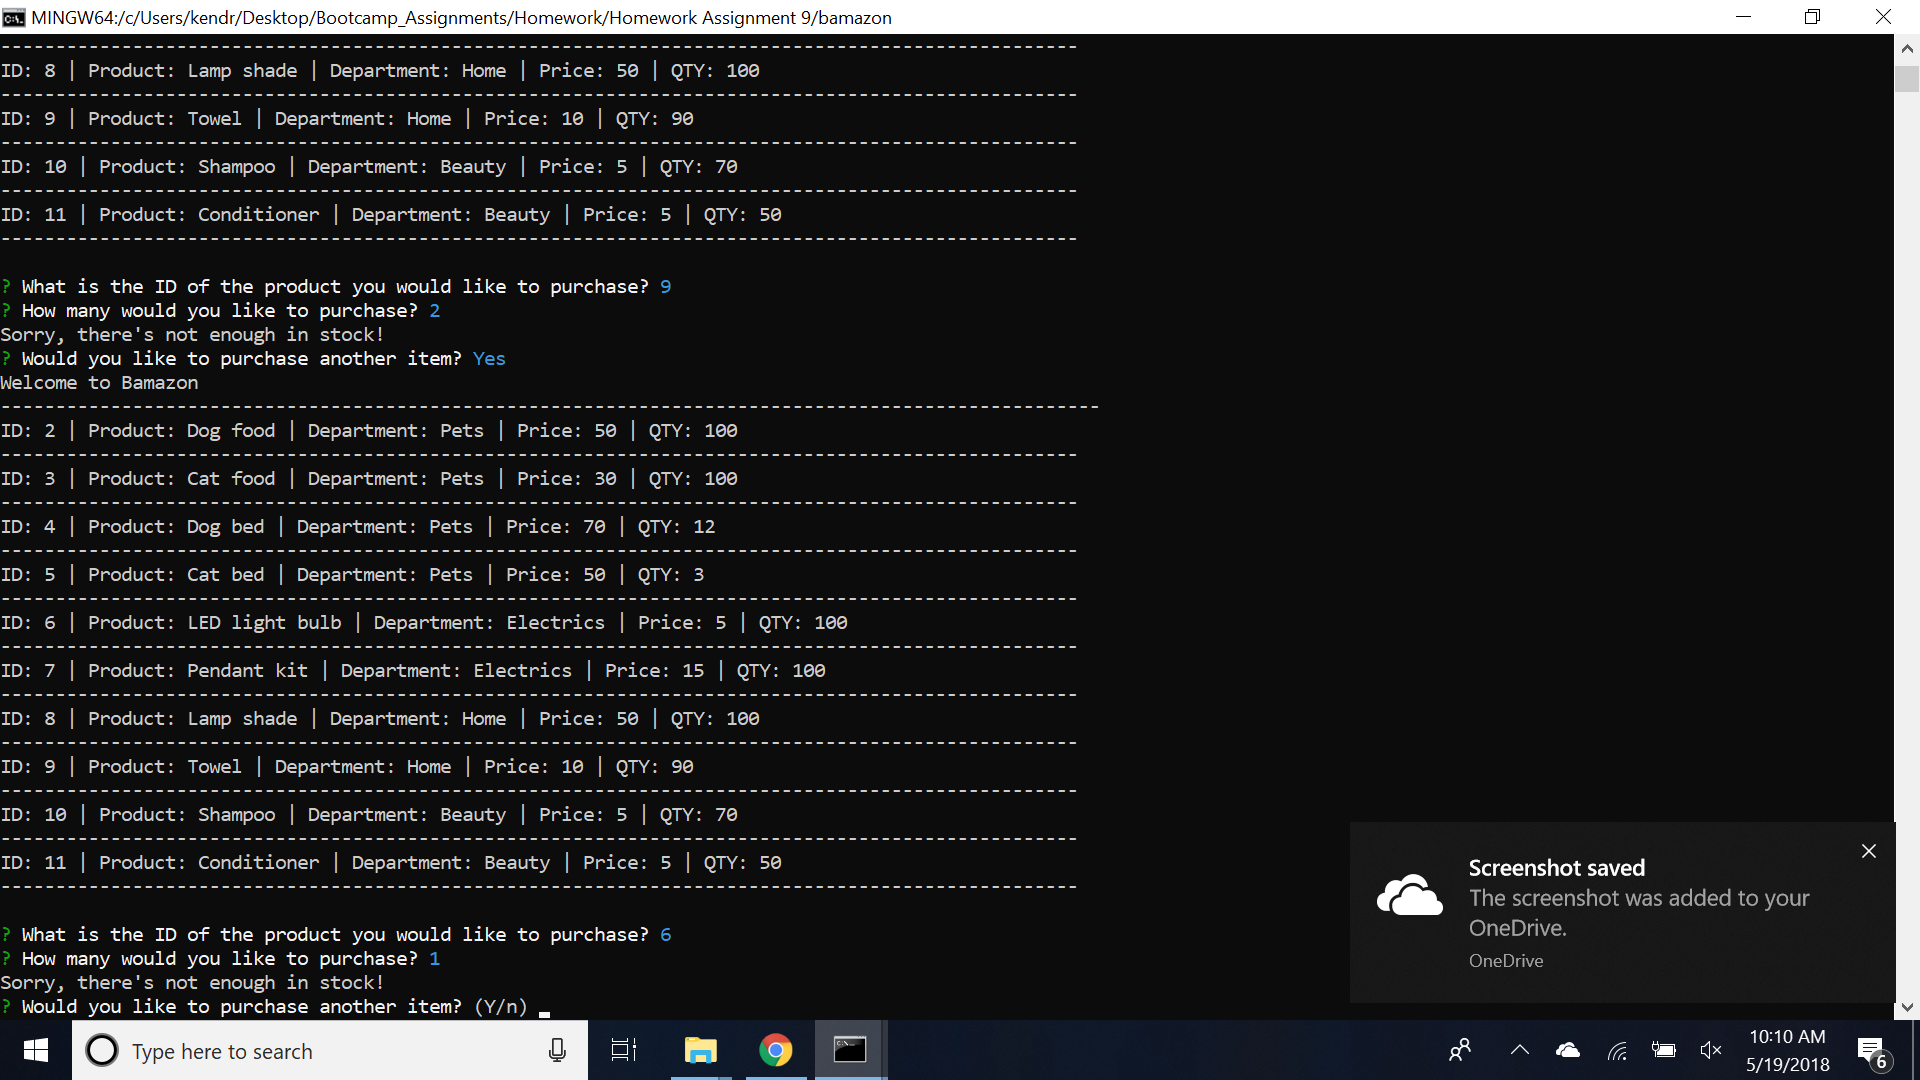 MINGW64:/c/Users/kendr/Desktop/Bootcamp_Assignments/Homework/Homework Assignment 9/bamazon
--------------------------------------------------------------------------------------------------
ID: 8 | Product: Lamp shade | Department: Home | Price: 50 | QTY: 100
--------------------------------------------------------------------------------------------------
ID: 9 | Product: Towel | Department: Home | Price: 10 | QTY: 90
--------------------------------------------------------------------------------------------------
ID: 10 | Product: Shampoo | Department: Beauty | Price: 5 | QTY: 70
--------------------------------------------------------------------------------------------------
ID: 11 | Product: Conditioner | Department: Beauty | Price: 5 | QTY: 50
--------------------------------------------------------------------------------------------------
? What is the ID of the product you would like to purchase? 9
? How many would you like to purchase? 2
Sorry, there's not enough in stock!
? Would you like to purchase another item? Yes
Welcome to Bamazon
----------------------------------------------------------------------------------------------------
ID: 2 | Product: Dog food | Department: Pets | Price: 50 | QTY: 100
--------------------------------------------------------------------------------------------------
ID: 3 | Product: Cat food | Department: Pets | Price: 30 | QTY: 100
--------------------------------------------------------------------------------------------------
ID: 4 | Product: Dog bed | Department: Pets | Price: 70 | QTY: 12
--------------------------------------------------------------------------------------------------
ID: 5 | Product: Cat bed | Department: Pets | Price: 50 | QTY: 3
--------------------------------------------------------------------------------------------------
ID: 6 | Product: LED light bulb | Department: Electrics | Price: 5 | QTY: 100
--------------------------------------------------------------------------------------------------
ID: 7 | Product: Pendant kit | Department: Electrics | Price: 15 | QTY: 100
--------------------------------------------------------------------------------------------------
ID: 8 | Product: Lamp shade | Department: Home | Price: 50 | QTY: 100
--------------------------------------------------------------------------------------------------
ID: 9 | Product: Towel | Department: Home | Price: 10 | QTY: 90
--------------------------------------------------------------------------------------------------
ID: 10 | Product: Shampoo | Department: Beauty | Price: 5 | QTY: 70
--------------------------------------------------------------------------------------------------
ID: 11 | Product: Conditioner | Department: Beauty | Price: 5 | QTY: 50
--------------------------------------------------------------------------------------------------
? What is the ID of the product you would like to purchase? 6
? How many would you like to purchase? 1
Sorry, there's not enough in stock!
? Would you like to purchase another item? (Y/n)
Screenshot saved
The screenshot was added to your
OneDrive.
OneDrive
Type here to search
10:10 AM
5/19/2018
6